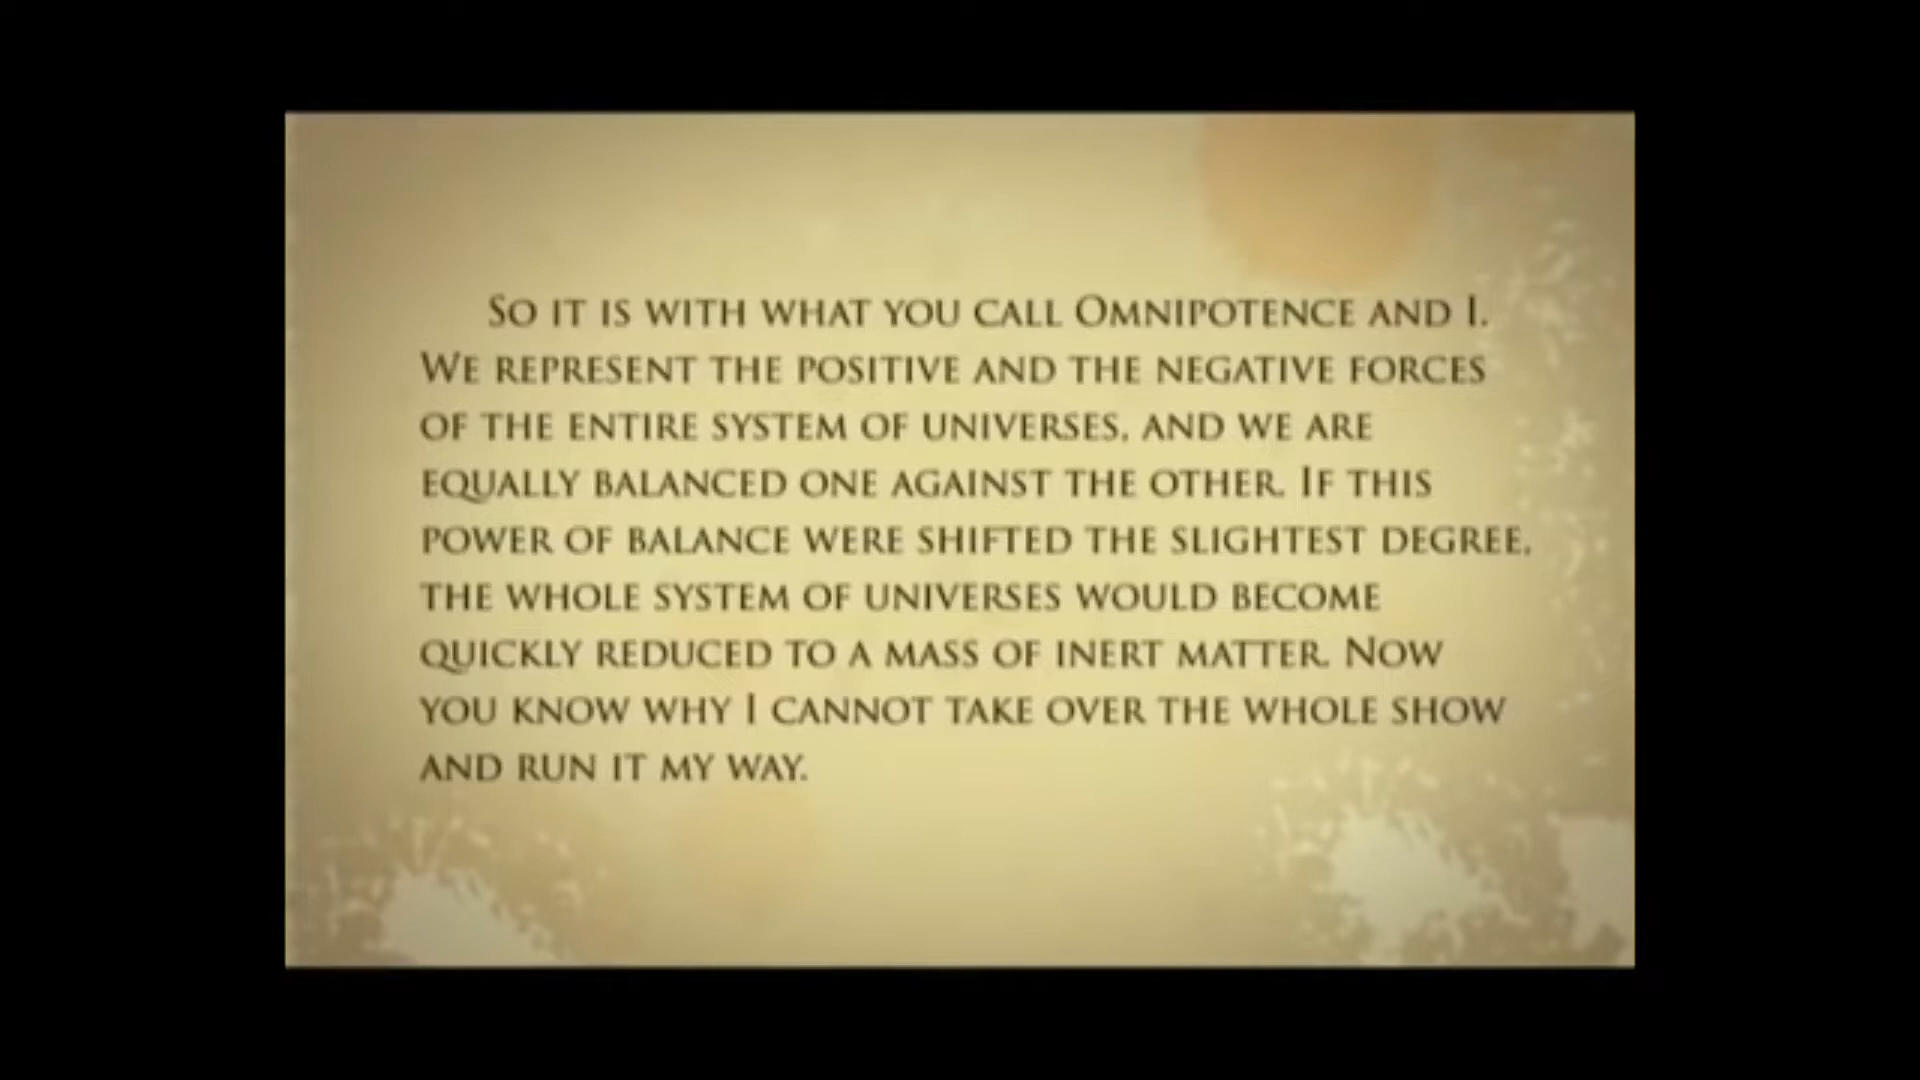 So it is with what you call Omnipotence and I.
We represent the positive and the negative forces
of the entire system of universes, and we are
equally balanced one against the other. If this
power of balance were shifted the slightest degree,
the whole system of universes would become
quickly reduced to a mass of inert matter. Now
you know why I cannot take over the whole show
and run it my way.